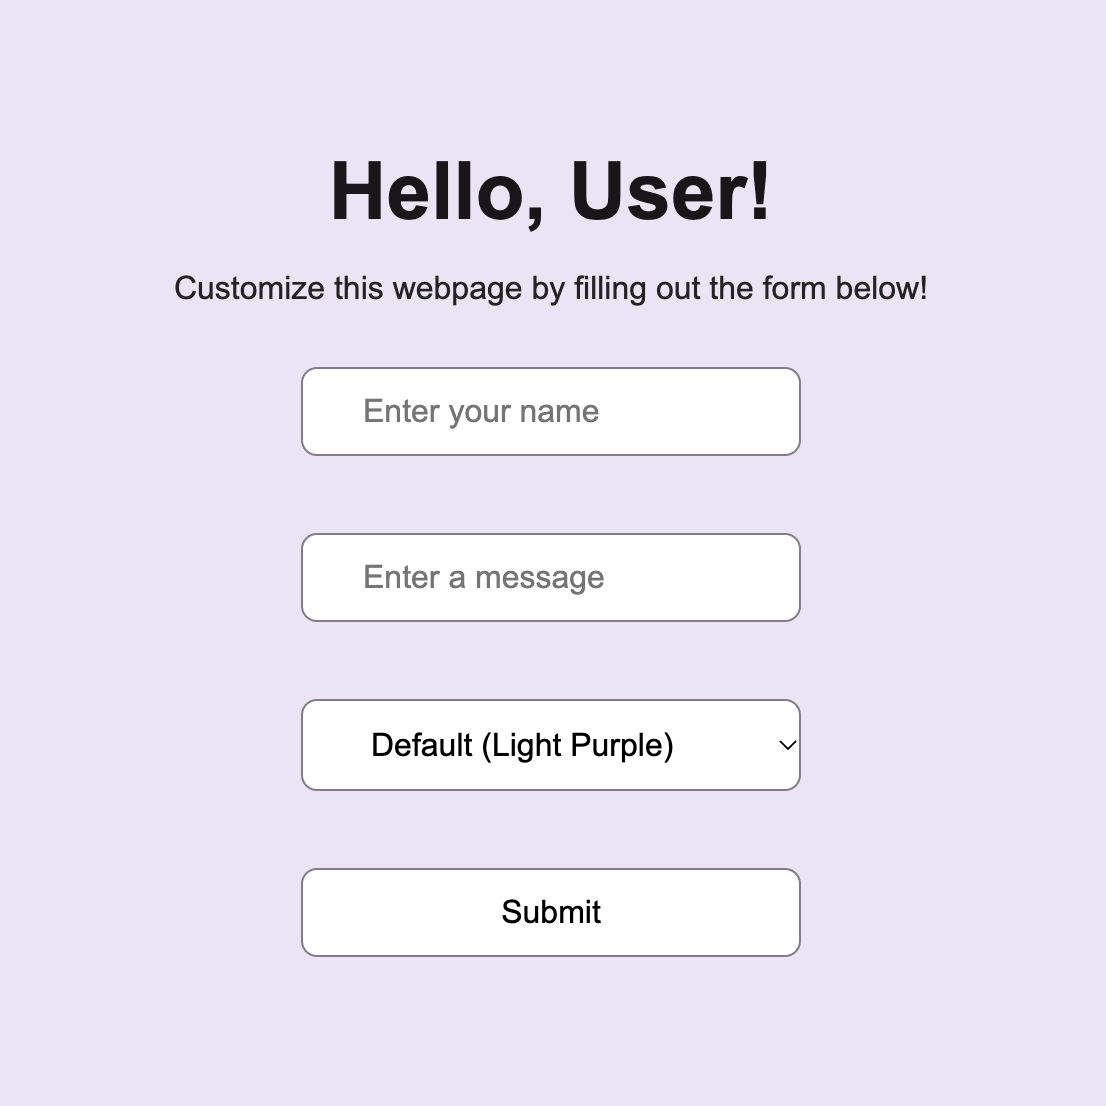 Hello, User!
Customize this webpage by filling out the form below!
Enter your name
Enter a message
Default (Light Purple)
Submit